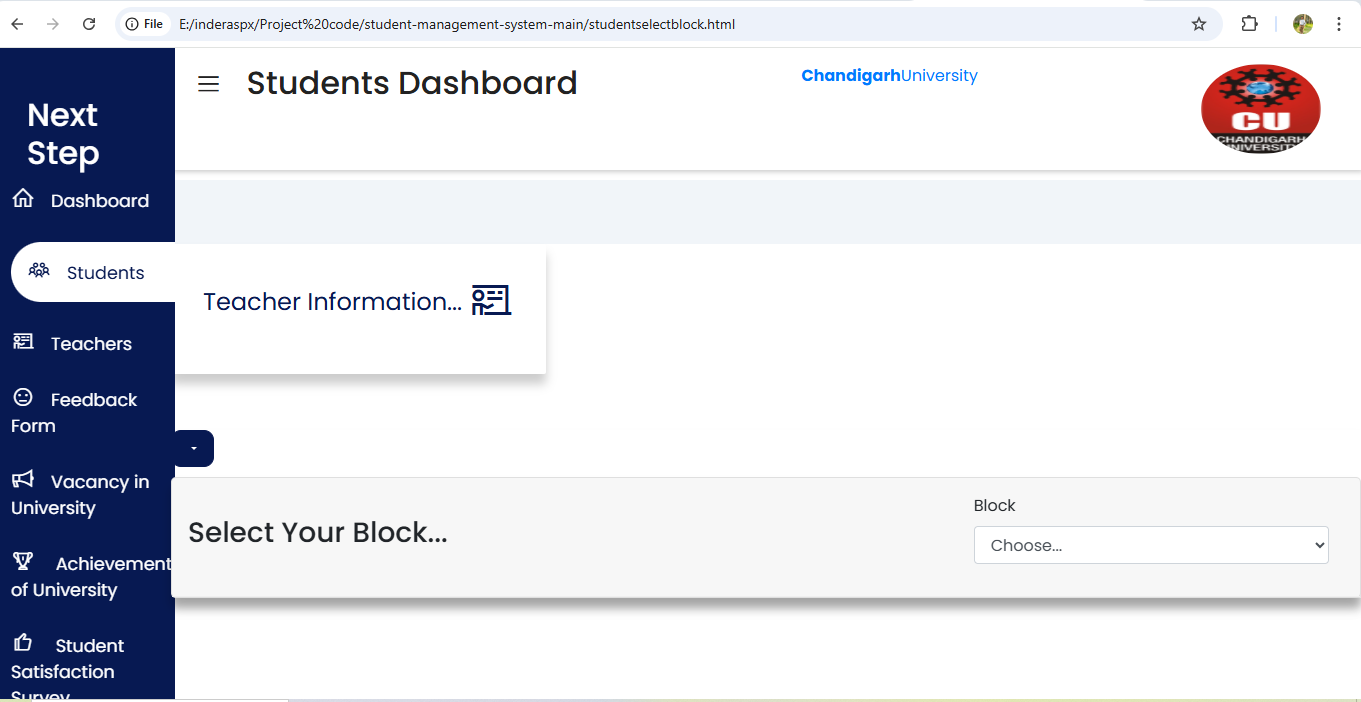 File E:/inderaspx/Project%20code/student-management-system-main/studentselectblock.html
Next
Step
Dashboard
Students
Teachers
Feedback
Form
Vacancy in
University
Achievement
of University
Student
Satisfaction
Survey
Students Dashboard
ChandigarhUniversity
CU
CHANDIGARH
UNIVERSITY
Teacher Information...
Select Your Block...
Block
Choose...